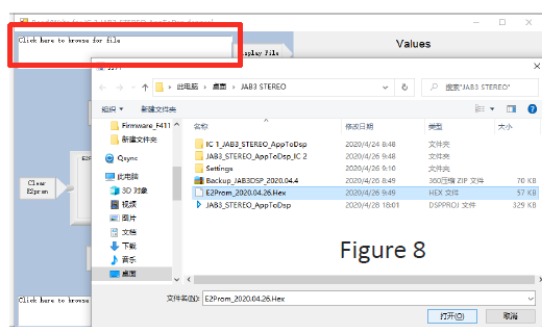 Click here to browse for file
Display File
Values
此电脑 › 桌面 › JAB3 STEREO
搜索"JAB3 STEREO"
组织 新建文件夹
名称 修改日期 类型 大小
Firmware_F411
新建文件夹
Qsync
此电脑
3D 对象
视频
图片
文档
下载
音乐
桌面
IC 1_JAB3_STEREO_AppToDsp 2020/4/24 8:48 文件夹
JAB3_STEREO_AppToDsp_IC 2 2020/4/26 9:48 文件夹
Settings 2020/4/26 9:10 文件夹
Backup_JAB3DSP_2020.04.4 2020/4/26 8:49 360压缩 ZIP 文件 70 KB
E2Prom_2020.04.26.Hex 2020/4/26 9:49 HEX 文件 57 KB
JAB3_STEREO_AppToDsp 2020/4/28 18:01 DSPPROJ 文件 329 KB
Clear
E2prom
Figure 8
Click here to browse
文件名(N): E2Prom_2020.04.26.Hex
打开(O) 取消